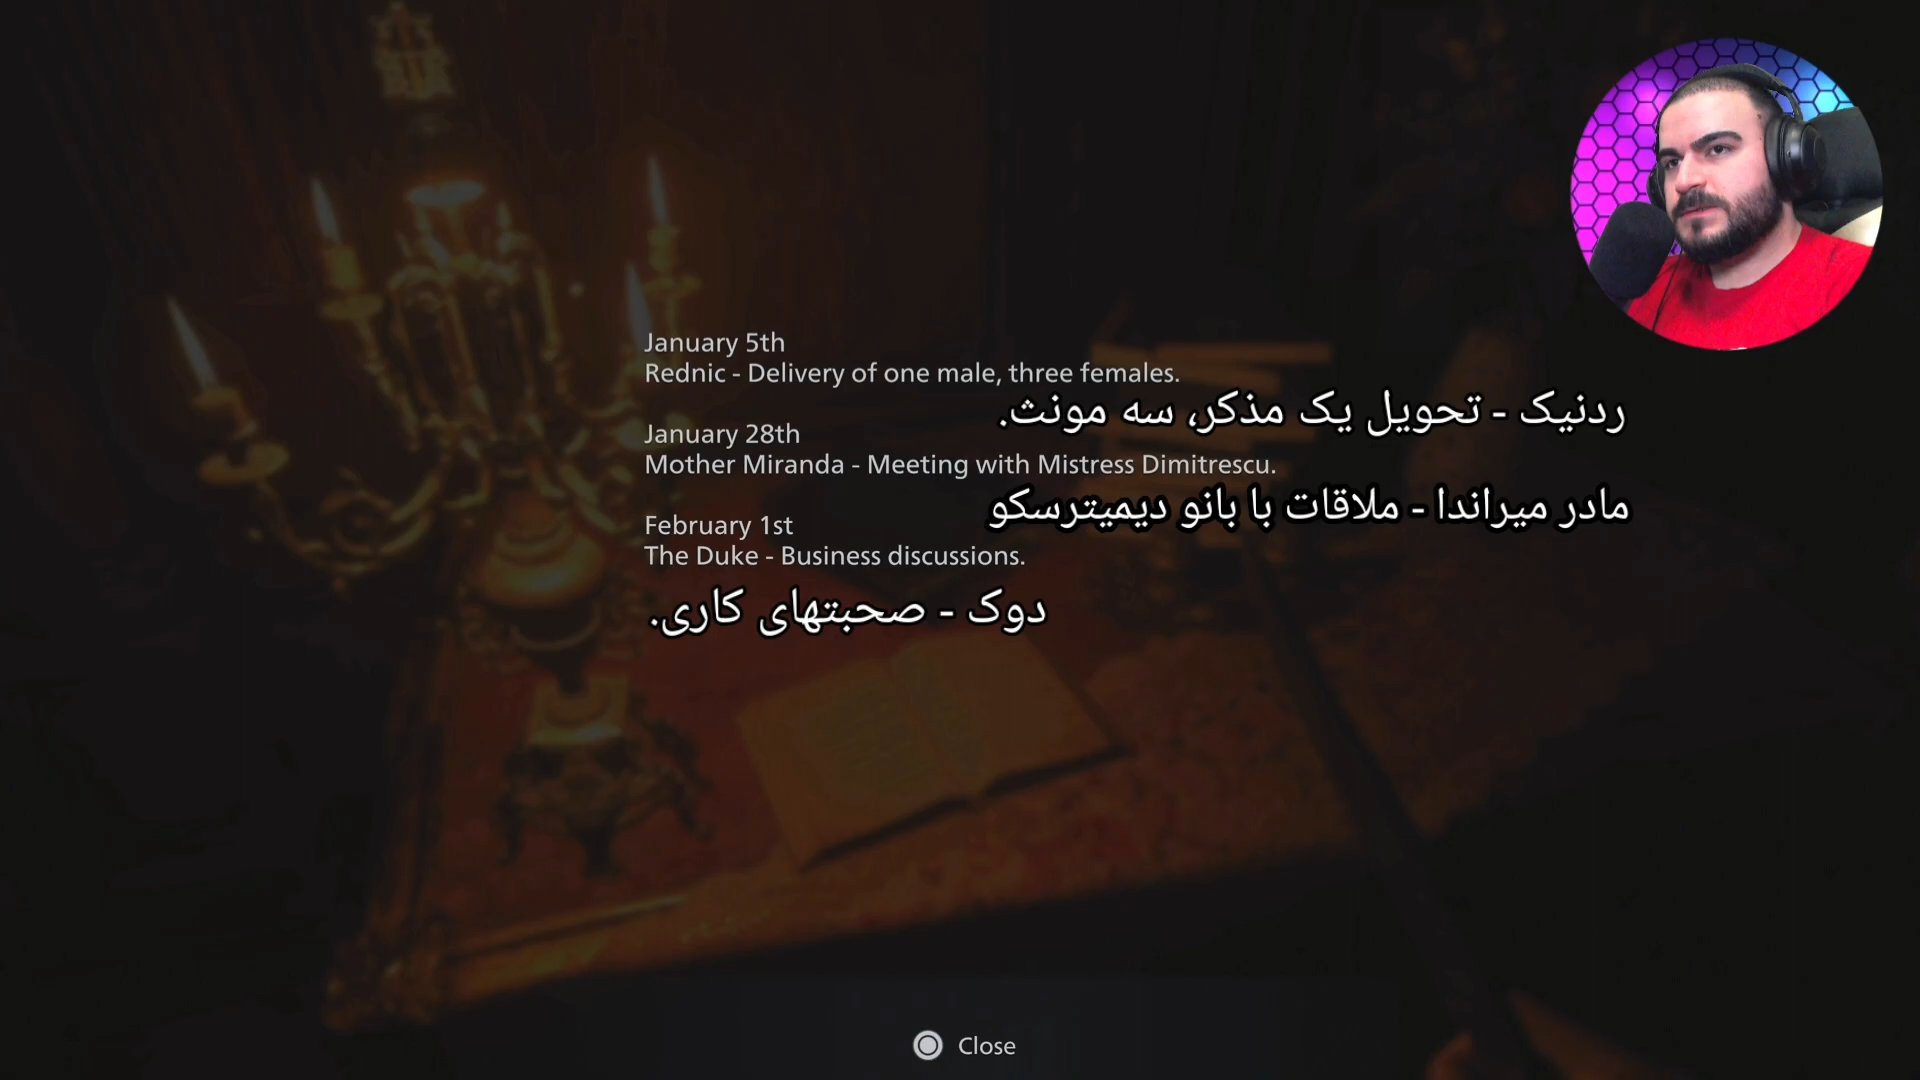 January 5th
Rednic - Delivery of one male, three females.
ردنیک - تحویل یک مذکر، سه مونث.
January 28th
Mother Miranda - Meeting with Mistress Dimitrescu.
مادر میراندا - ملاقات با بانو دیمیترسکو
February 1st
The Duke - Business discussions.
دوک - صحبتهای کاری.
Close